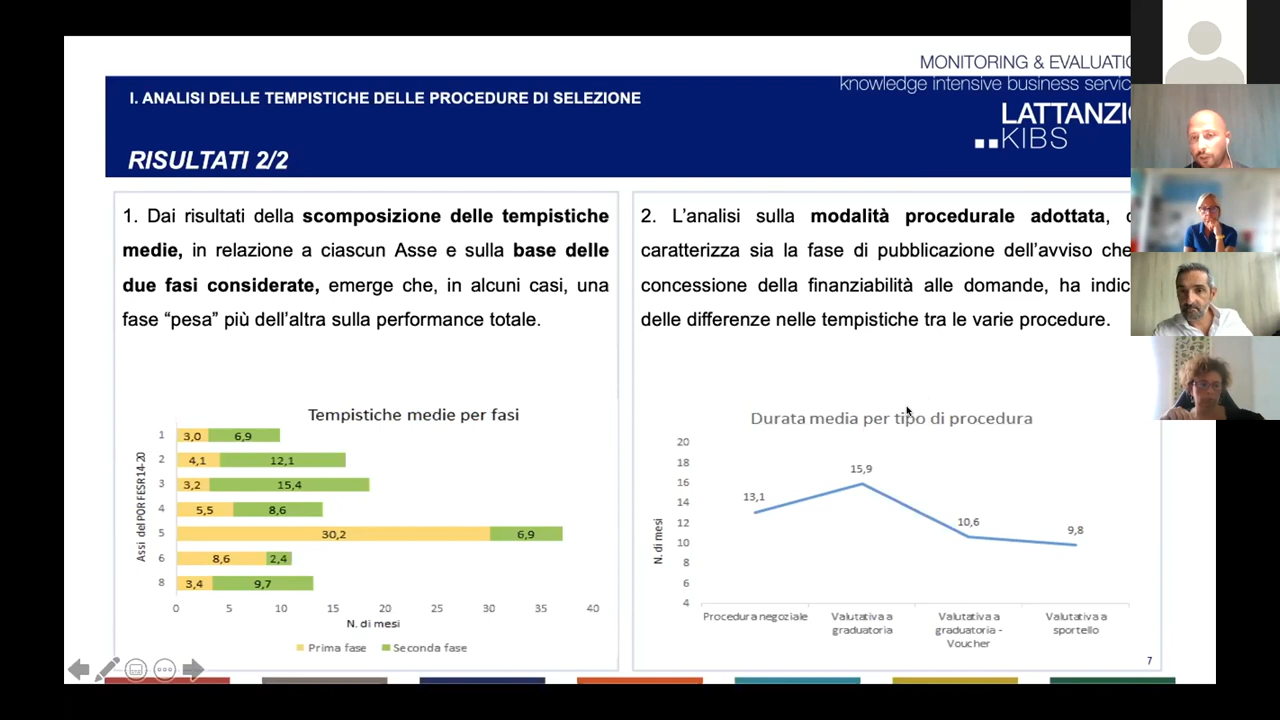 MONITORING & EVALUATIO
knowledge intensive business servic
I. ANALISI DELLE TEMPISTICHE DELLE PROCEDURE DI SELEZIONE
LATTANZIO
KIBS
RISULTATI 2/2
1. Dai risultati della scomposizione delle tempistiche
medie, in relazione a ciascun Asse e sulla base delle
due fasi considerate, emerge che, in alcuni casi, una
fase “pesa” più dell’altra sulla performance totale.
2. L’analisi sulla modalità procedurale adottata, c
caratterizza sia la fase di pubblicazione dell’avviso che
concessione della finanziabilità alle domande, ha indic
delle differenze nelle tempistiche tra le varie procedure.
Tempistiche medie per fasi
Assi del POR FESR 14-20
1 3,0 6,9
2 4,1 12,1
3 3,2 15,4
4 5,5 8,6
5 30,2 6,9
6 8,6 2,4
8 3,4 9,7
0 5 10 15 20 25 30 35 40
N. di mesi
Prima fase Seconda fase
Durata media per tipo di procedura
N. di mesi
20
18
16
14
12
10
8
6
4
13,1
15,9
10,6
9,8
Procedura negoziale
Valutativa a
graduatoria
Valutativa a
graduatoria -
Voucher
Valutativa a
sportello
7